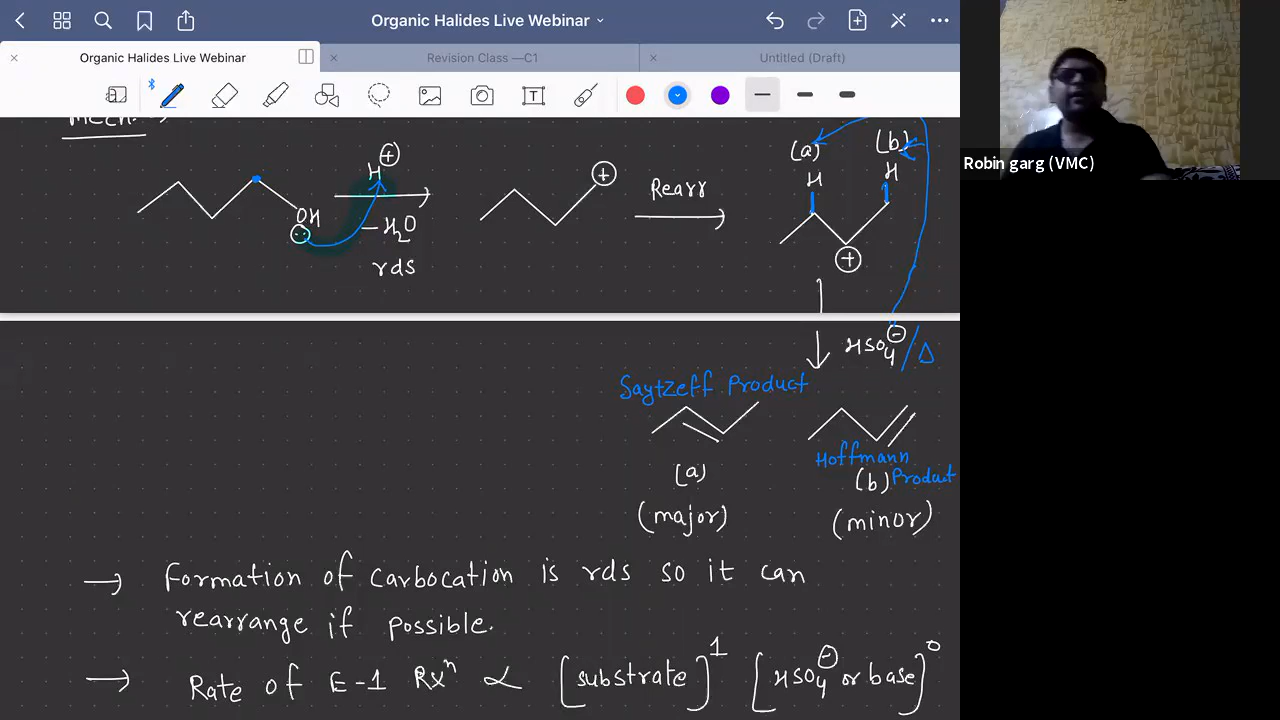 Organic Halides Live Webinar
Organic Halides Live Webinar
Revision Class —C1
Untitled (Draft)
T
Robin garg (VMC)
Mech.
(a)
(b)
H
H
H⊕
OH
-H2O
rds
⊕
Rearr
⊕
HSO4⊖/Δ
Saytzeff Product
Hoffmann
Product
(a)
(b)
(major)
(minor)
→ Formation of carbocation is rds so it can
rearrange if possible.
→ Rate of E-1 Rxⁿ ∝ [substrate]¹ [HSO4⊖ or base]⁰